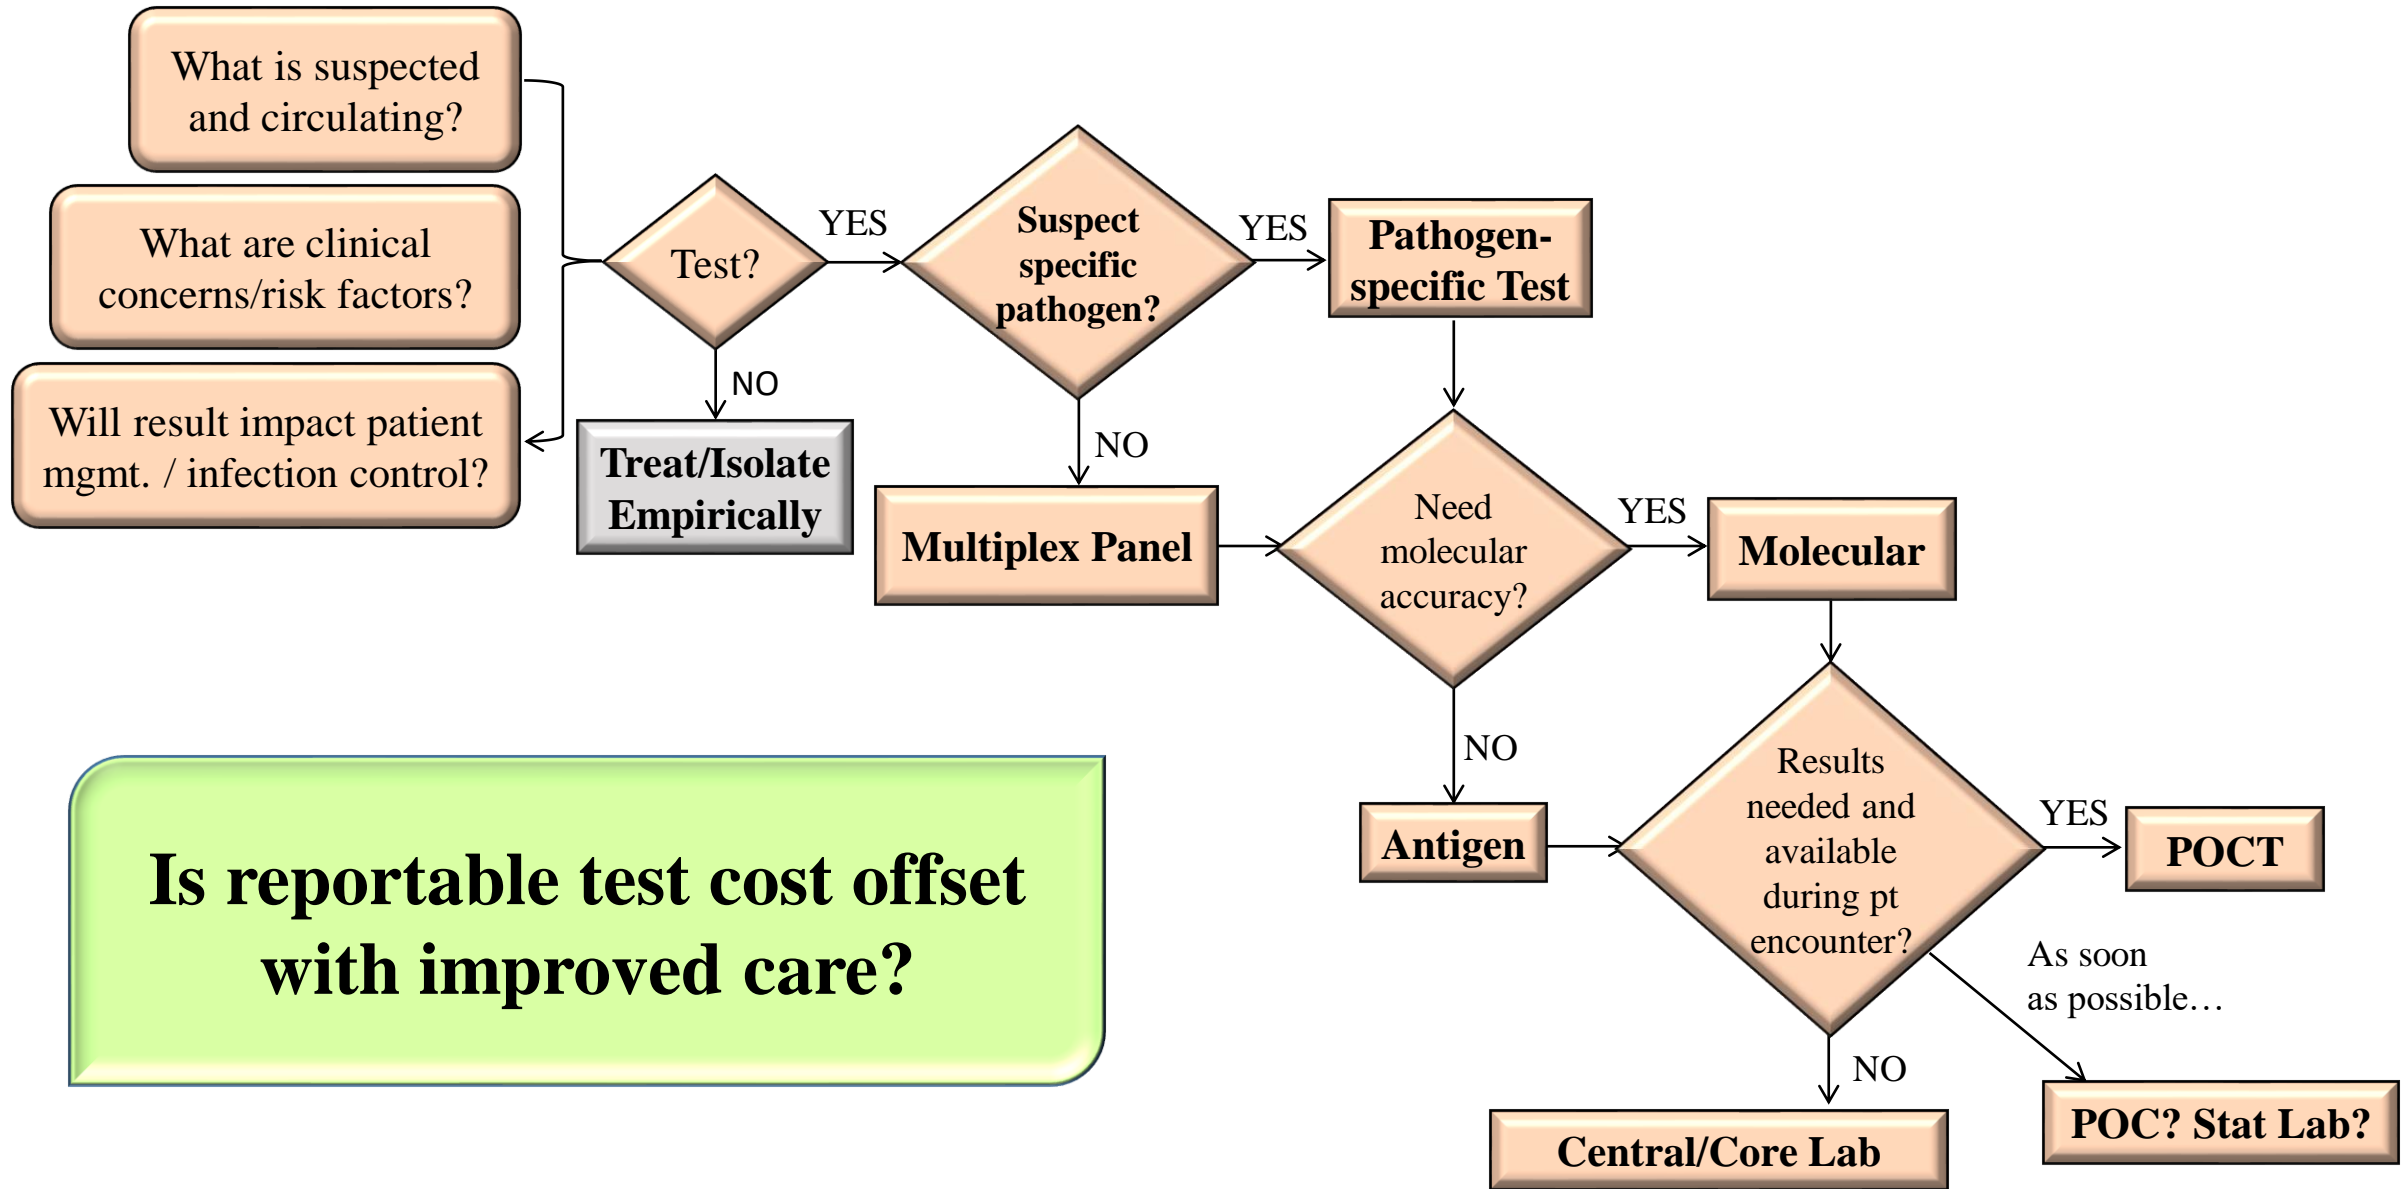 What is suspected
and circulating?
What are clinical
concerns/risk factors?
Will result impact patient
mgmt. / infection control?
Test?
YES
NO
Treat/Isolate
Empirically
Suspect
specific
pathogen?
YES
NO
Pathogen-
specific Test
Multiplex Panel
Need
molecular
accuracy?
YES
NO
Molecular
Antigen
Results
needed and
available
during pt
encounter?
YES
POCT
As soon
as possible…
POC? Stat Lab?
NO
Central/Core Lab
Is reportable test cost offset
with improved care?